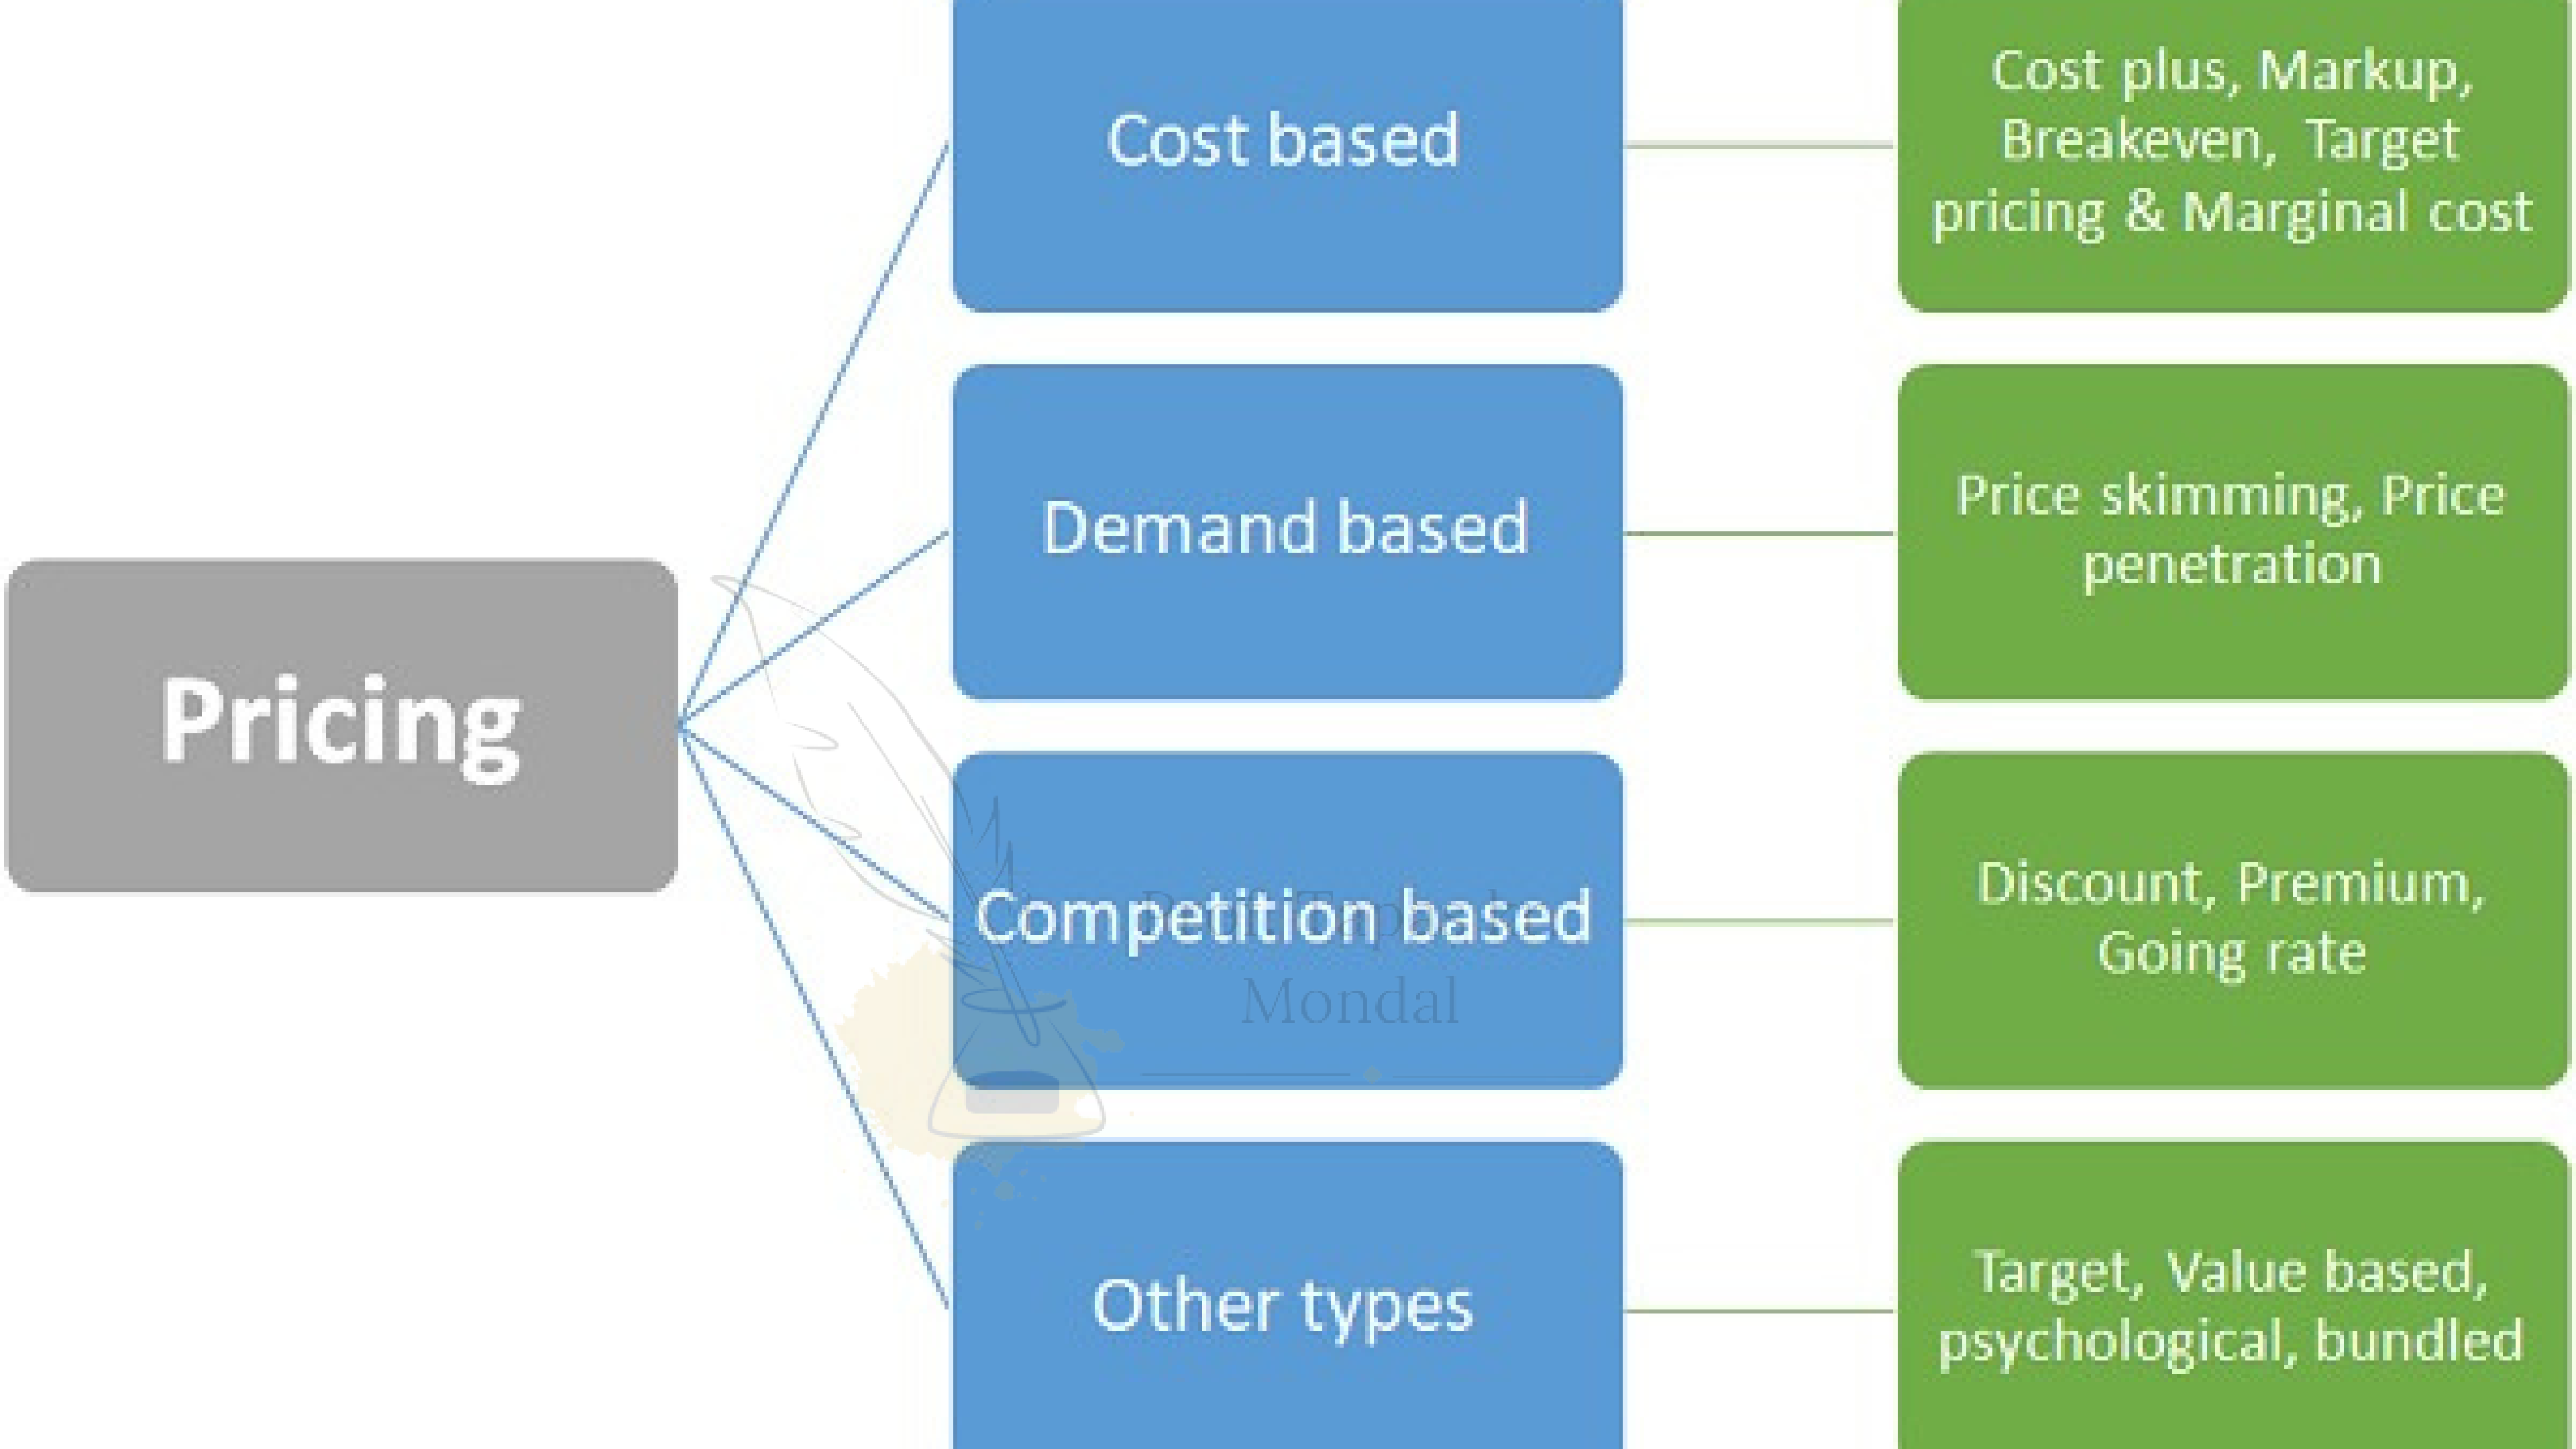 Pricing
Cost based
Cost plus, Markup,
Breakeven, Target
pricing & Marginal cost
Demand based
Price skimming, Price
penetration
Competition based
Mondal
Discount, Premium,
Going rate
Other types
Target, Value based,
psychological, bundled